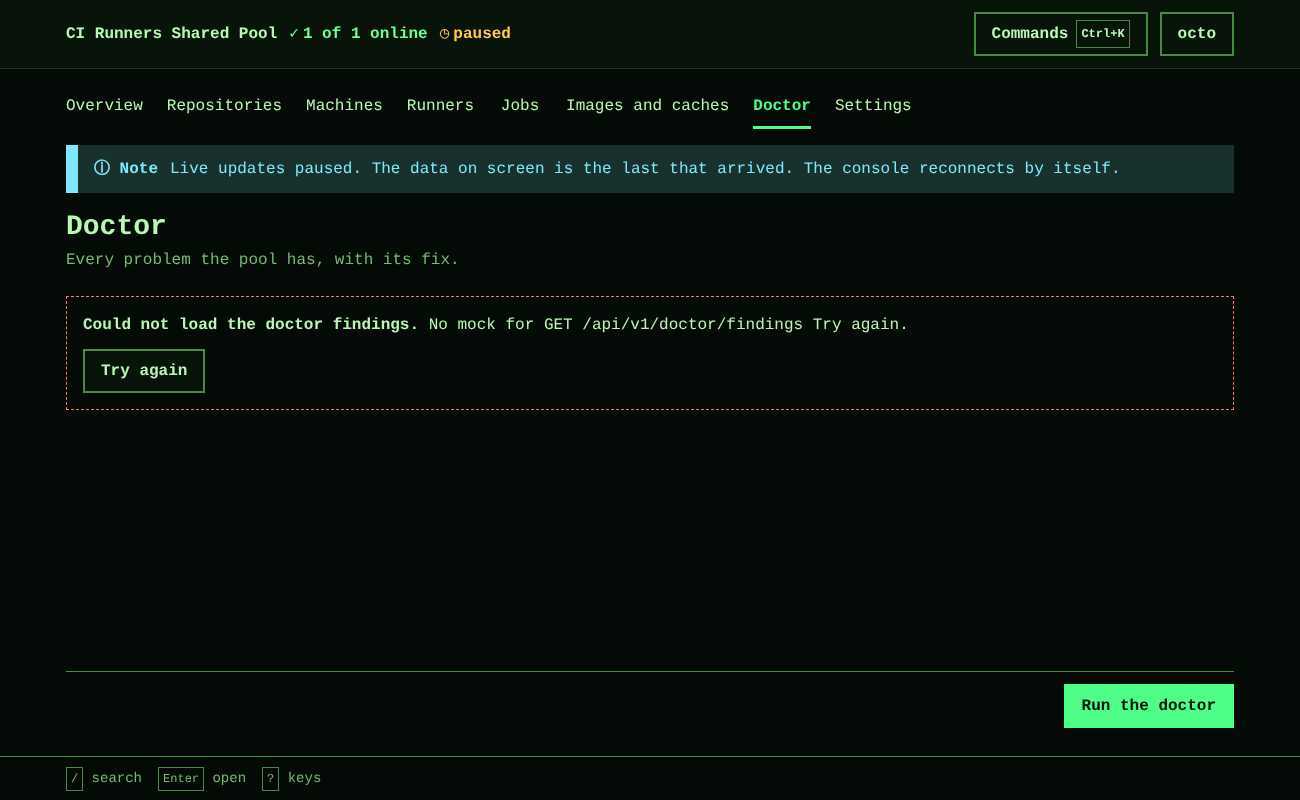 CI Runners Shared Pool ✓ 1 of 1 online ◷ paused Commands Ctrl+K octo
Overview Repositories Machines Runners Jobs Images and caches Doctor Settings
ⓘ Note Live updates paused. The data on screen is the last that arrived. The console reconnects by itself.
Doctor
Every problem the pool has, with its fix.
Could not load the doctor findings. No mock for GET /api/v1/doctor/findings Try again.
Try again
Run the doctor
/ search Enter open ? keys